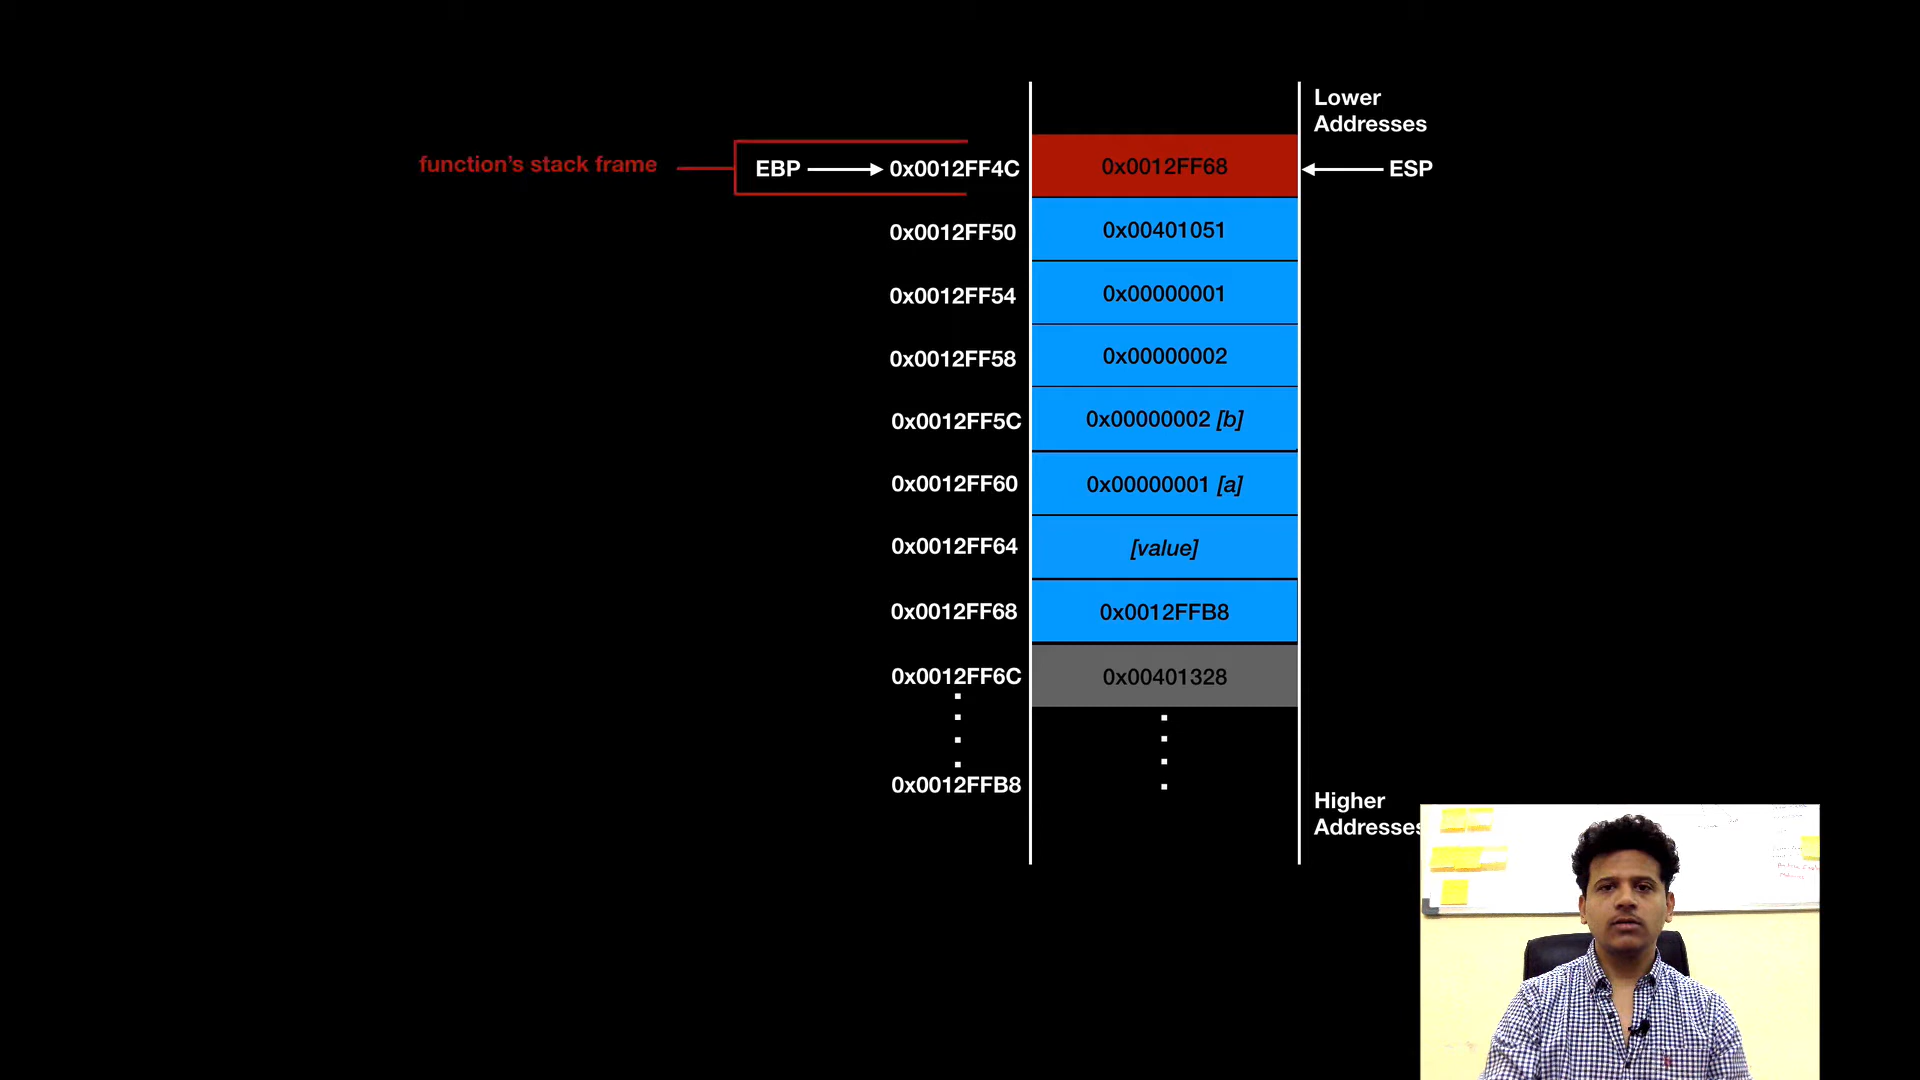 Lower
Addresses
function's stack frame
EBP
0x0012FF4C
0x0012FF68
ESP
0x0012FF50
0x00401051
0x0012FF54
0x00000001
0x0012FF58
0x00000002
0x0012FF5C
0x00000002 [b]
0x0012FF60
0x00000001 [a]
0x0012FF64
[value]
0x0012FF68
0x0012FFB8
0x0012FF6C
0x00401328
0x0012FFB8
Higher
Addresses